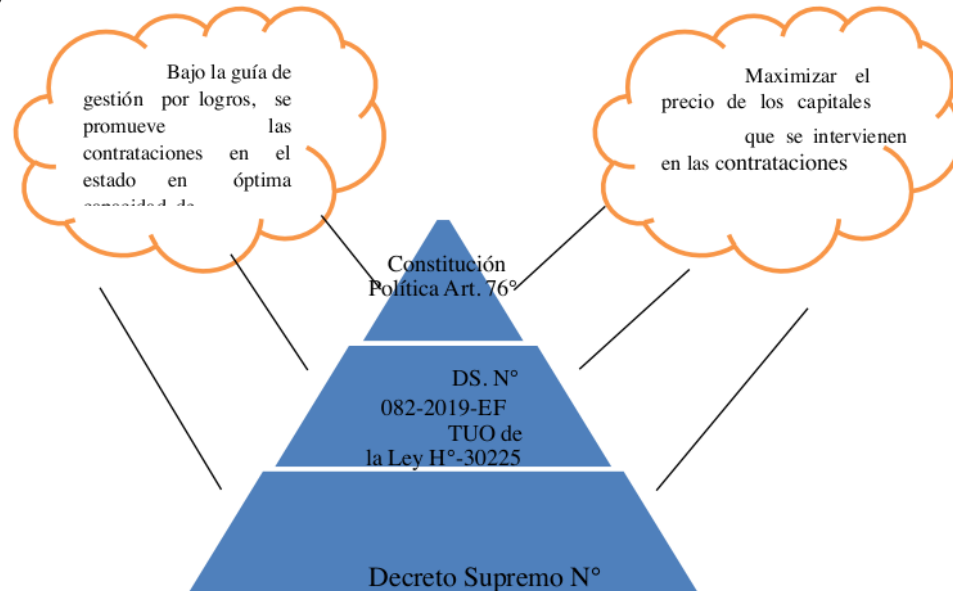 Bajo la guía de
gestión por logros, se
promueve las
contrataciones en el
estado en óptima
capacidad de
Maximizar el
precio de los capitales
que se intervienen
en las contrataciones
Constitución
Política Art. 76°
DS. N°
082-2019-EF
TUO de
la Ley H°-30225
Decreto Supremo N°